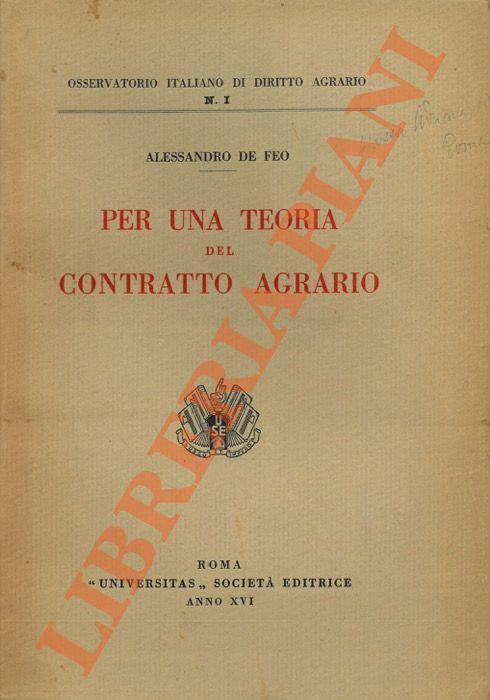 OSSERVATORIO ITALIANO DI DIRITTO AGRARIO
N. I
ALESSANDRO DE FEO
PER UNA TEORIA
DEL
CONTRATTO AGRARIO
USE
ROMA
"UNIVERSITAS„ SOCIETÀ EDITRICE
ANNO XVI
LIBRERIA PIANI